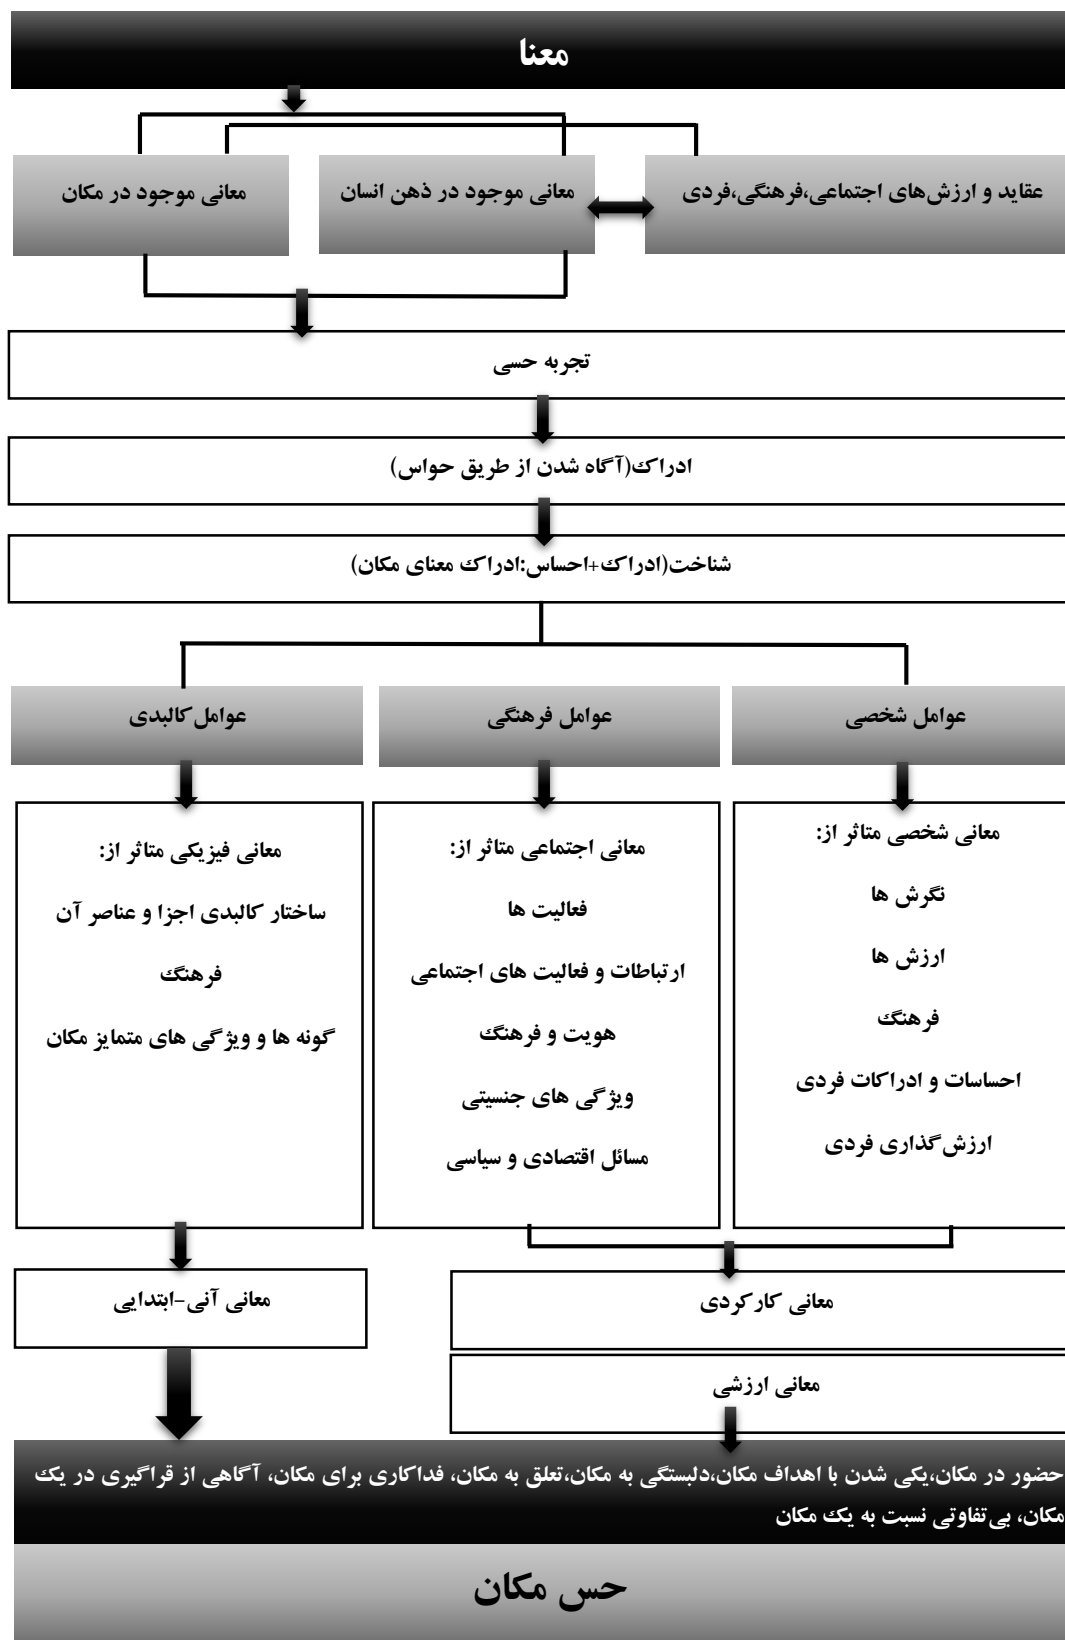 معنا
عقاید و ارزش‌های اجتماعی،فرهنگی،فردی
معانی موجود در ذهن انسان
معانی موجود در مکان
تجربه حسی
ادراک(آگاه شدن از طریق حواس)
شناخت(ادراک+احساس:ادراک معنای مکان)
عوامل شخصی
عوامل فرهنگی
عوامل کالبدی
معانی شخصی متاثر از:
نگرش ها
ارزش ها
فرهنگ
احساسات و ادراکات فردی
ارزش‌گذاری فردی
معانی اجتماعی متاثر از:
فعالیت ها
ارتباطات و فعالیت های اجتماعی
هویت و فرهنگ
ویژگی های جنسیتی
مسائل اقتصادی و سیاسی
معانی فیزیکی متاثر از:
ساختار کالبدی اجزا و عناصر آن
فرهنگ
گونه ها و ویژگی های متمایز مکان
معانی کارکردی
معانی ارزشی
معانی آنی-ابتدایی
حضور در مکان،یکی شدن با اهداف مکان،دلبستگی به مکان،تعلق به مکان، فداکاری برای مکان، آگاهی از قراگیری در یک
مکان، بی‌تفاوتی نسبت به یک مکان
حس مکان